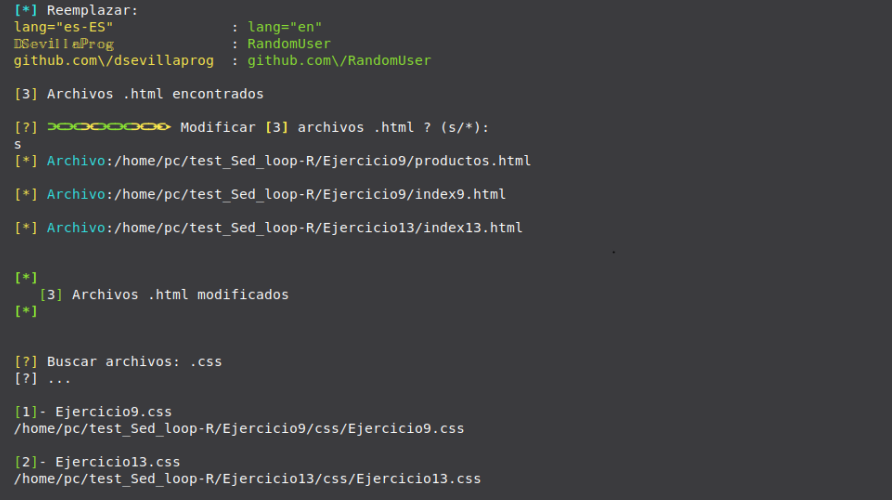 [*] Reemplazar:
lang="es-ES" : lang="en"
𝔻𝕊𝕖𝕧𝕚𝕝𝕝𝕒ℙ𝕣𝕠𝕘 : RandomUser
github.com\/dsevillaprog : github.com\/RandomUser
[3] Archivos .html encontrados
[?] Modificar [3] archivos .html ? (s/*):
s
[*] Archivo:/home/pc/test_Sed_loop-R/Ejercicio9/productos.html
[*] Archivo:/home/pc/test_Sed_loop-R/Ejercicio9/index9.html
[*] Archivo:/home/pc/test_Sed_loop-R/Ejercicio13/index13.html
[*]
[3] Archivos .html modificados
[*]
[?] Buscar archivos: .css
[?] ...
[1]- Ejercicio9.css
/home/pc/test_Sed_loop-R/Ejercicio9/css/Ejercicio9.css
[2]- Ejercicio13.css
/home/pc/test_Sed_loop-R/Ejercicio13/css/Ejercicio13.css